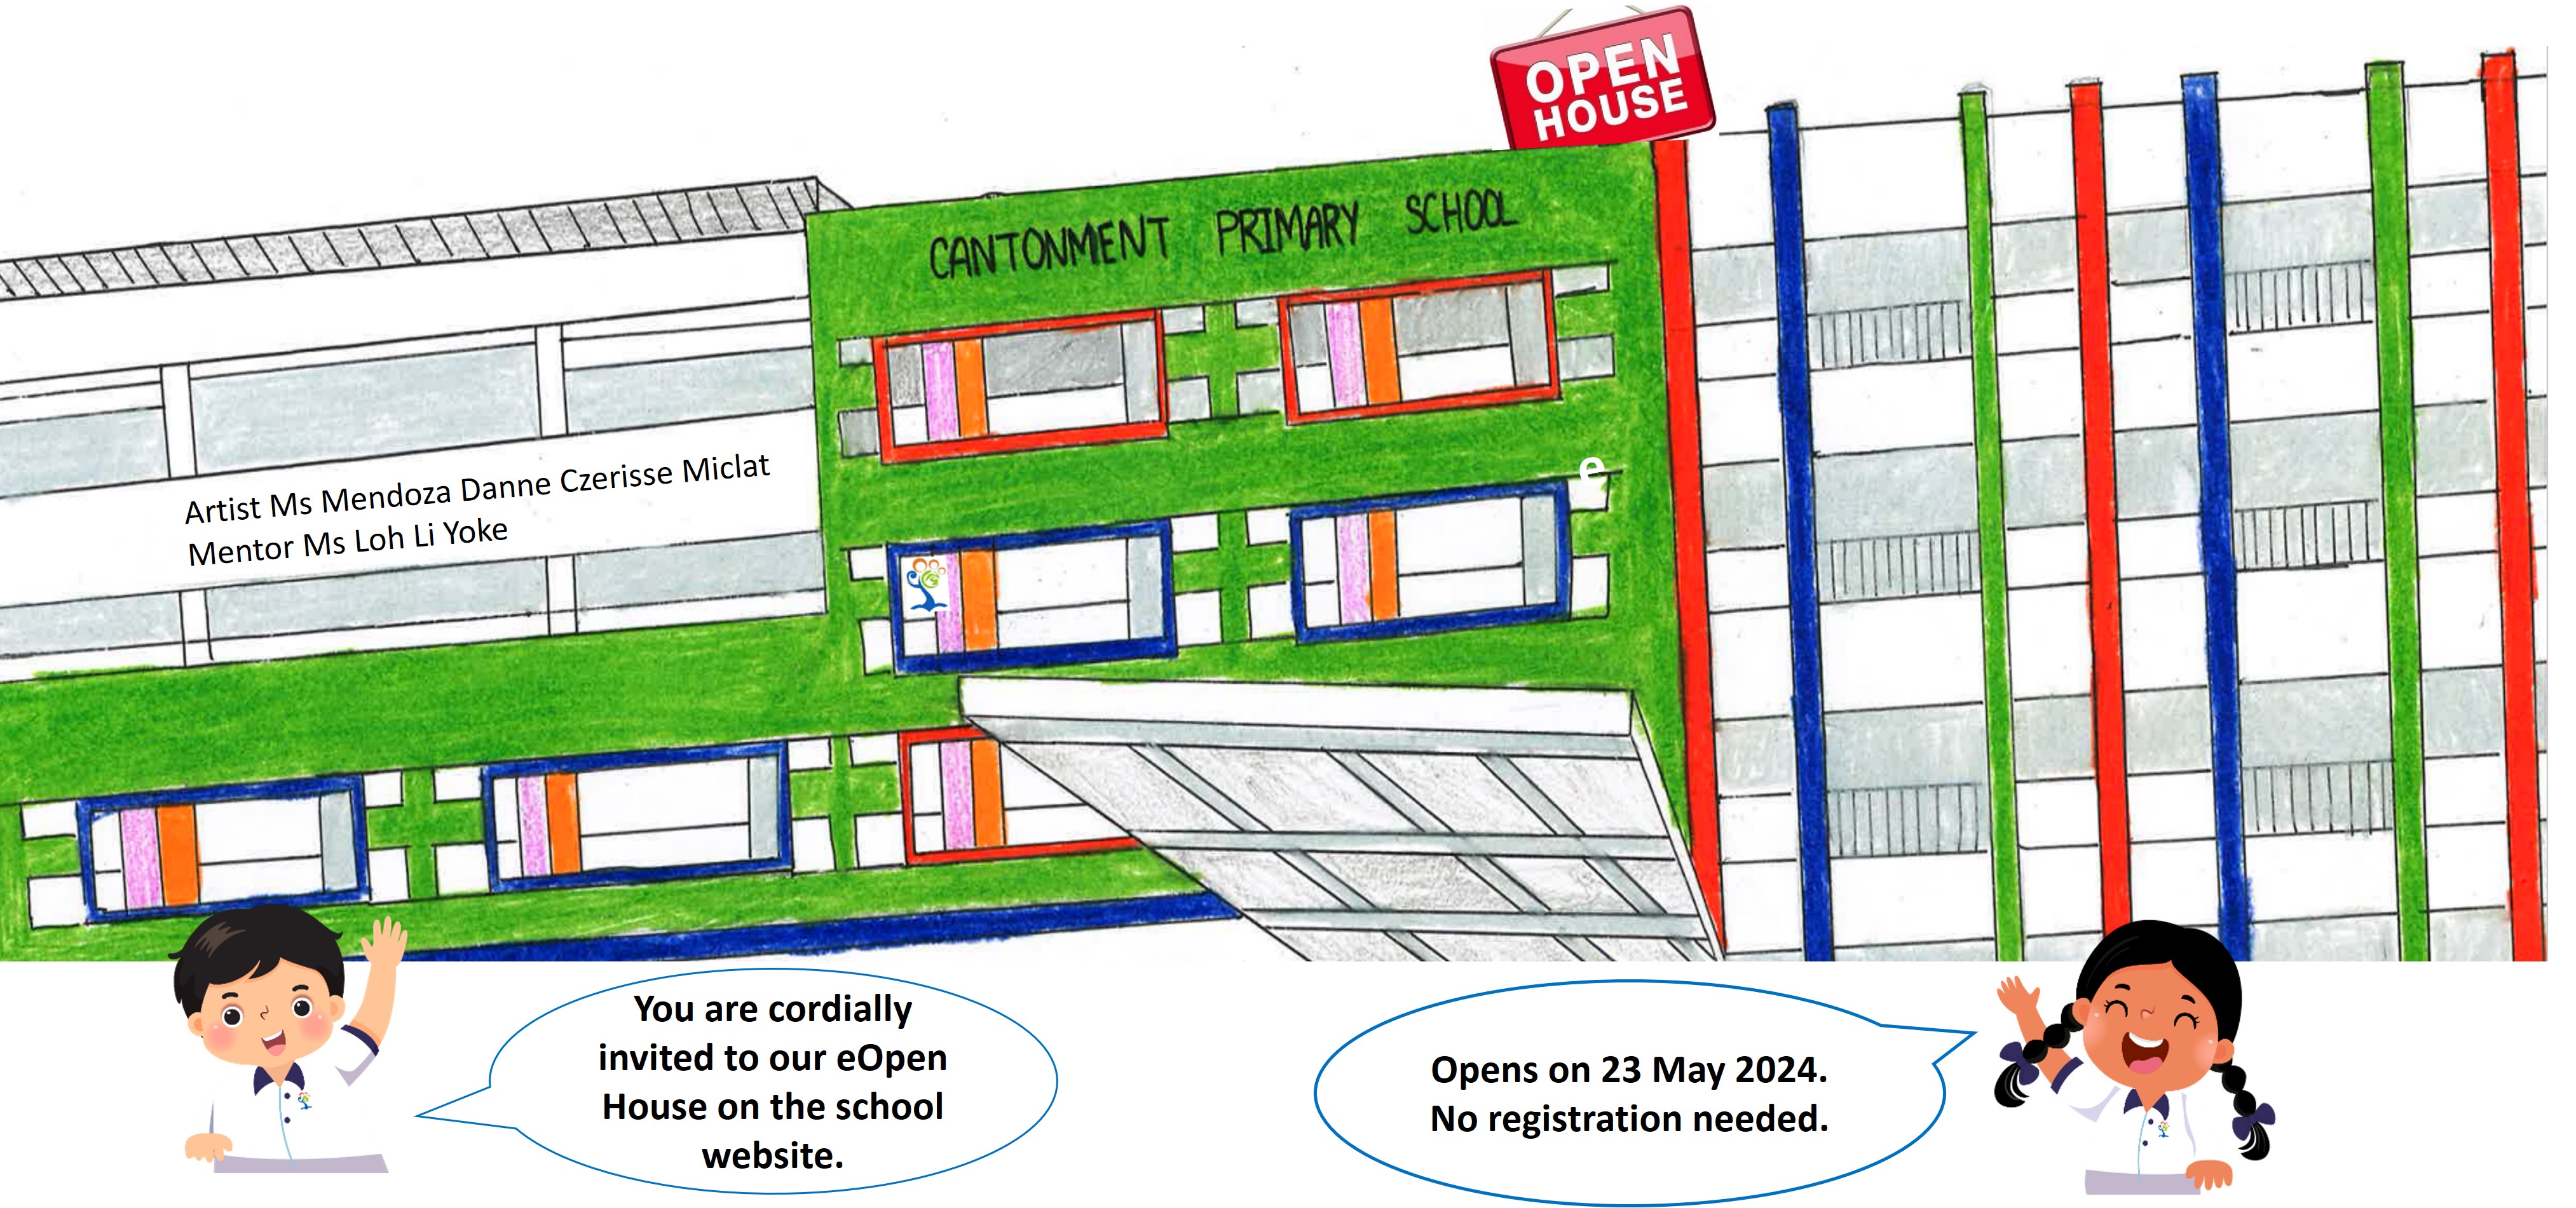 OPEN
HOUSE
CANTONMENT PRIMARY SCHOOL
e
Artist Ms Mendoza Danne Czerisse Miclat
Mentor Ms Loh Li Yoke
You are cordially
invited to our eOpen
House on the school
website.
Opens on 23 May 2024.
No registration needed.